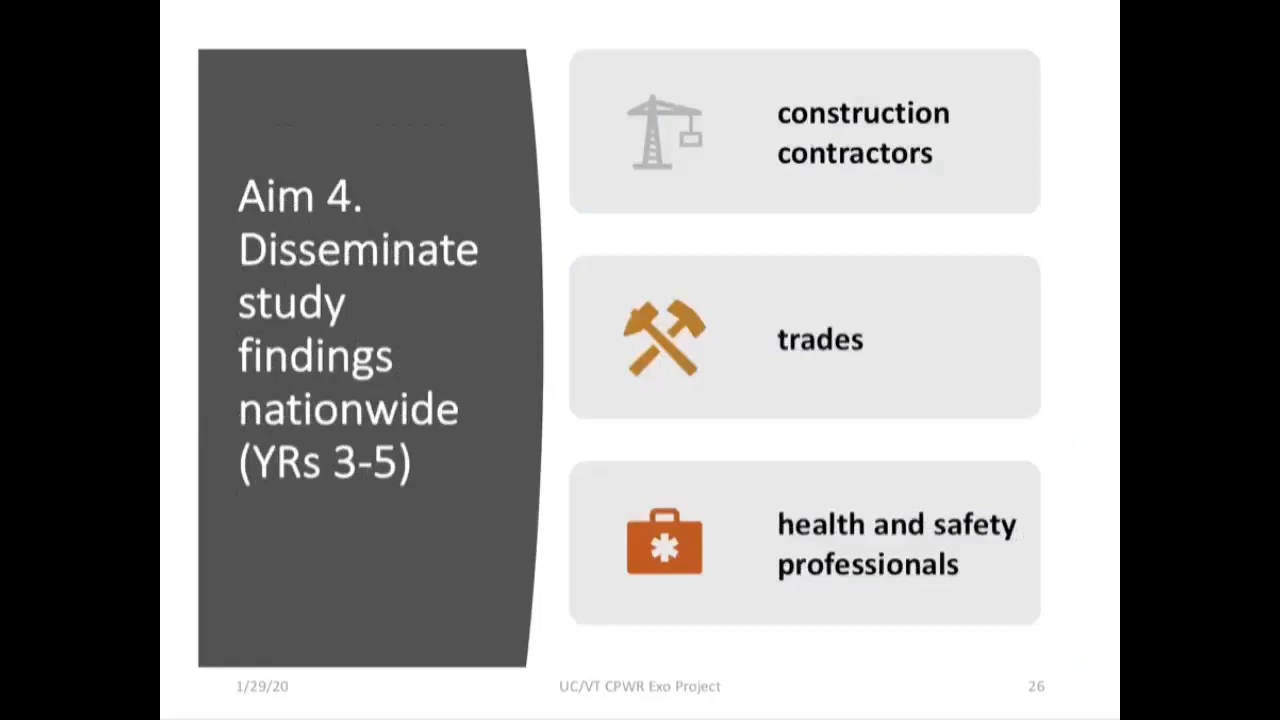 Aim 4.
Disseminate
study
findings
nationwide
(YRs 3-5)
construction
contractors
trades
health and safety
professionals
1/29/20
UC/VT CPWR Exo Project
26